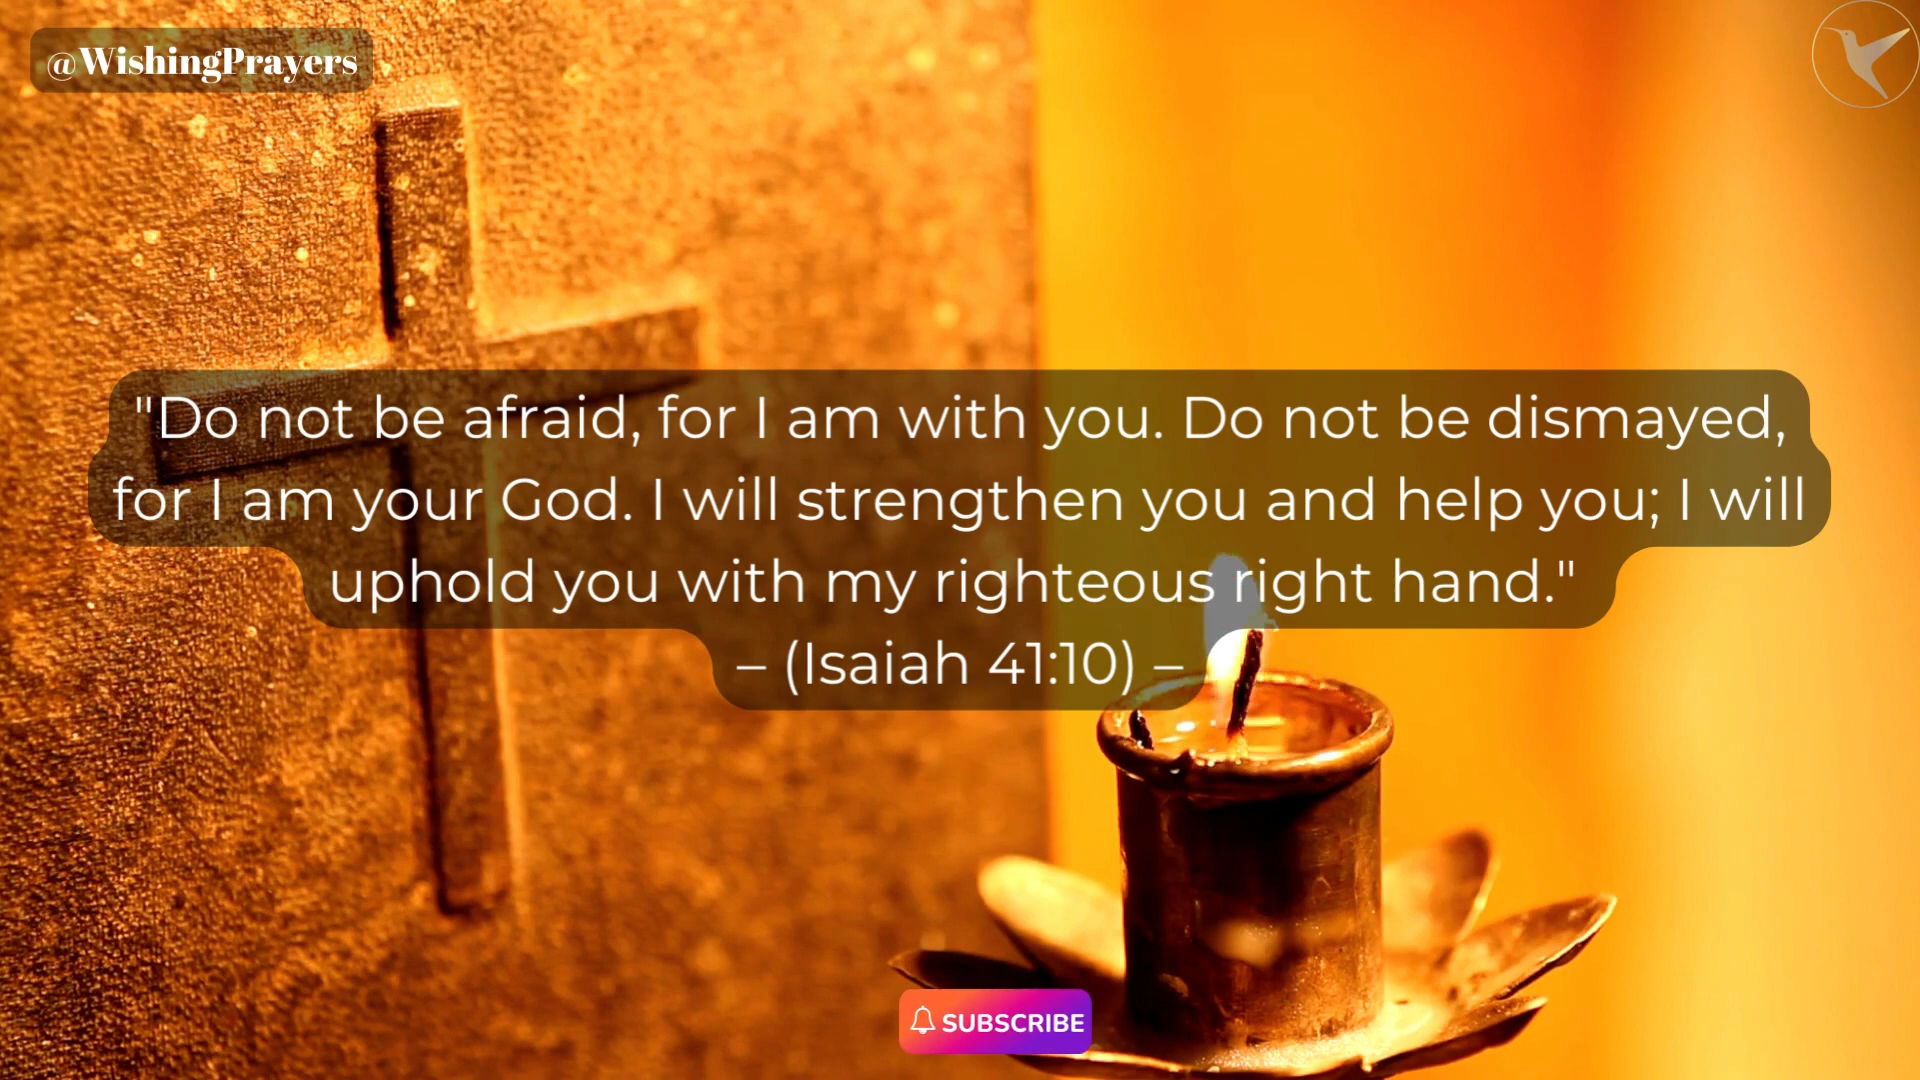 @WishingPrayers
"Do not be afraid, for I am with you. Do not be dismayed,
for I am your God. I will strengthen you and help you; I will
uphold you with my righteous right hand."
– (Isaiah 41:10) –
SUBSCRIBE